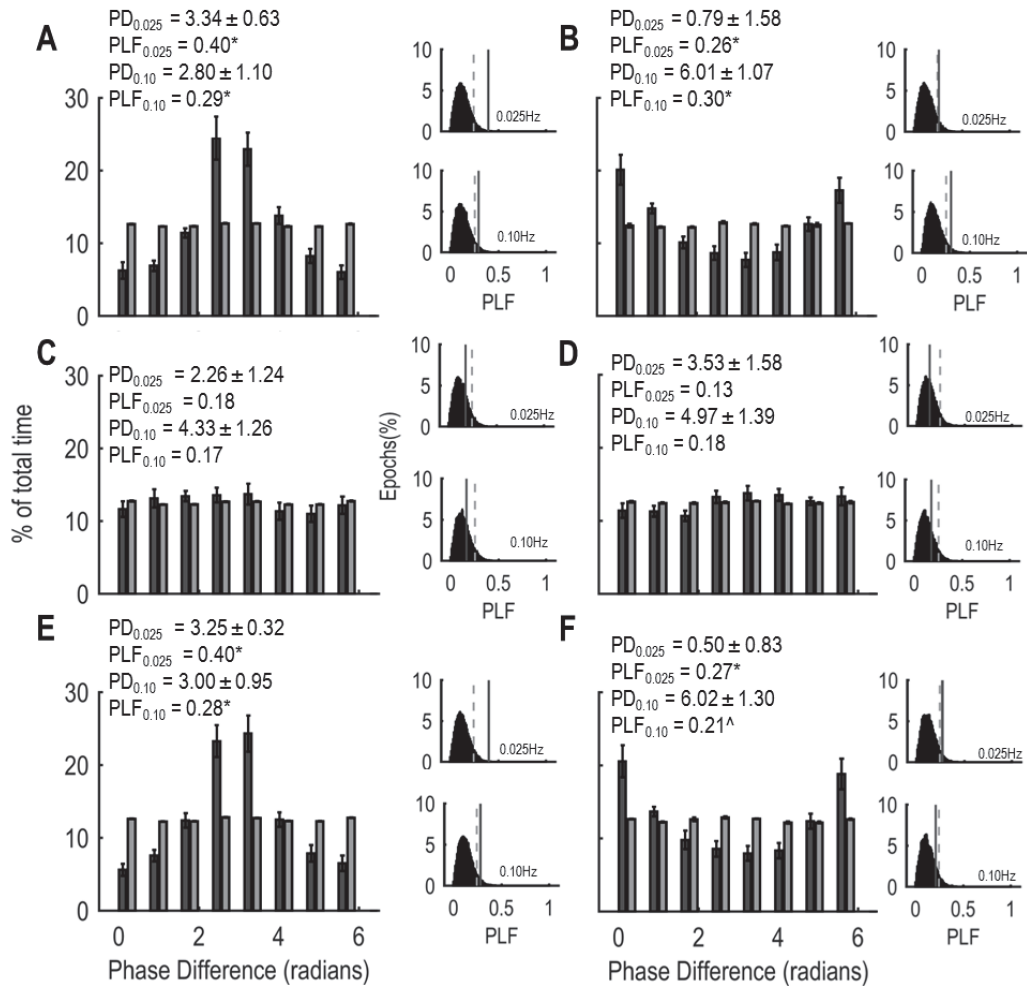 A
PD0.025 = 3.34 ± 0.63
PLF0.025 = 0.40*
PD0.10 = 2.80 ± 1.10
PLF0.10 = 0.29*
30
20
10
0
10
5
0
0.025Hz
10
5
0
0.10Hz
0 0.5 1
PLF
B
PD0.025 = 0.79 ± 1.58
PLF0.025 = 0.26*
PD0.10 = 6.01 ± 1.07
PLF0.10 = 0.30*
10
5
0
0.025Hz
10
5
0
0.10Hz
0 0.5 1
PLF
C
PD0.025 = 2.26 ± 1.24
PLF0.025 = 0.18
PD0.10 = 4.33 ± 1.26
PLF0.10 = 0.17
% of total time
30
20
10
0
Epochs(%)
10
5
0
0.025Hz
10
5
0
0.10Hz
0 0.5 1
PLF
D
PD0.025 = 3.53 ± 1.58
PLF0.025 = 0.13
PD0.10 = 4.97 ± 1.39
PLF0.10 = 0.18
10
5
0
0.025Hz
10
5
0
0.10Hz
0 0.5 1
PLF
E
PD0.025 = 3.25 ± 0.32
PLF0.025 = 0.40*
PD0.10 = 3.00 ± 0.95
PLF0.10 = 0.28*
30
20
10
0
0 2 4 6
Phase Difference (radians)
10
5
0
0.025Hz
10
5
0
0.10Hz
0 0.5 1
PLF
F
PD0.025 = 0.50 ± 0.83
PLF0.025 = 0.27*
PD0.10 = 6.02 ± 1.30
PLF0.10 = 0.21^
0 2 4 6
Phase Difference (radians)
10
5
0
0.025Hz
10
5
0
0.10Hz
0 0.5 1
PLF